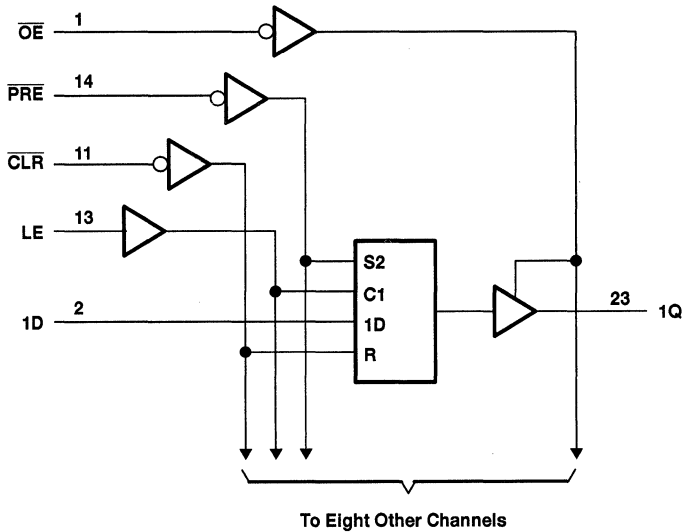 OE 1
PRE 14
CLR 11
LE 13
S2
C1
1D 2
1D
R
23 1Q
To Eight Other Channels